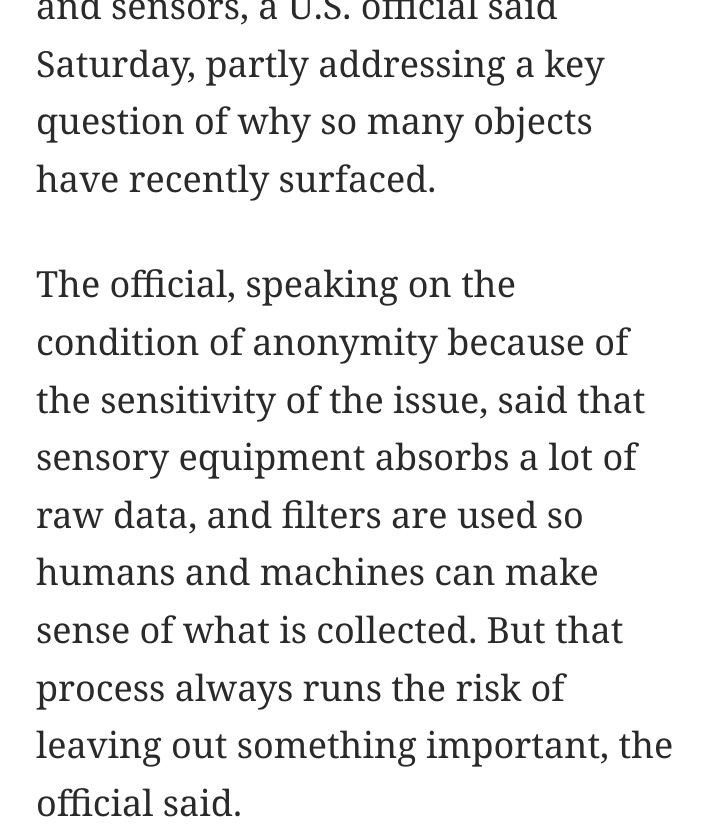 and sensors, a U.S. official said
Saturday, partly addressing a key
question of why so many objects
have recently surfaced.
The official, speaking on the
condition of anonymity because of
the sensitivity of the issue, said that
sensory equipment absorbs a lot of
raw data, and filters are used so
humans and machines can make
sense of what is collected. But that
process always runs the risk of
leaving out something important, the
official said.